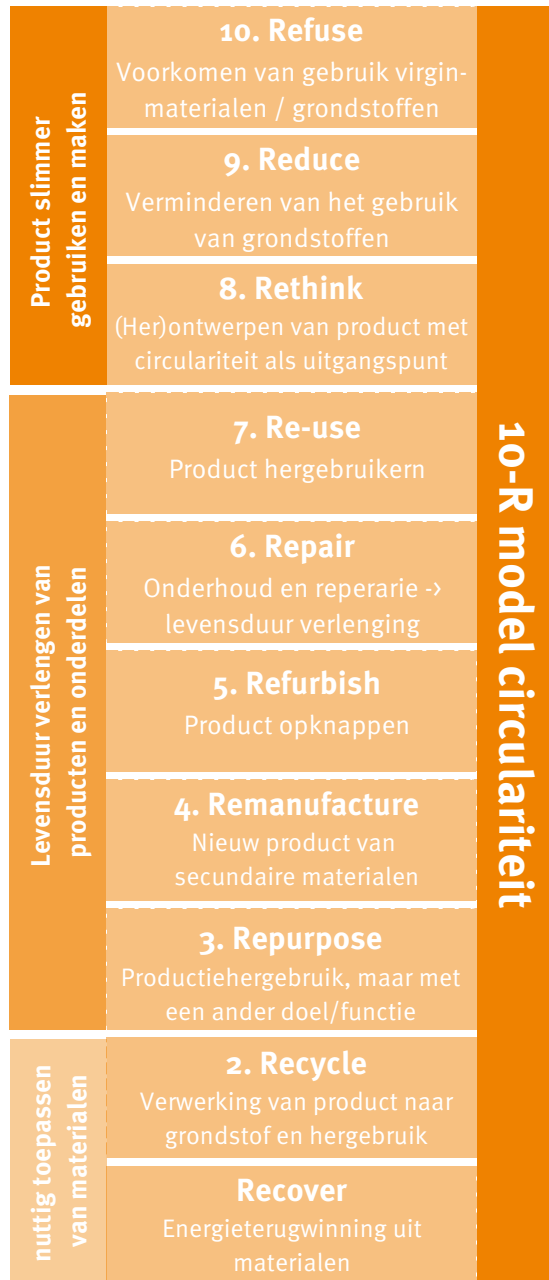 Product slimmer
gebruiken en maken
10. Refuse
Voorkomen van gebruik virgin-
materialen / grondstoffen
9. Reduce
Verminderen van het gebruik
van grondstoffen
8. Rethink
(Her)ontwerpen van product met
circulariteit als uitgangspunt
Levensduur verlengen van
producten en onderdelen
7. Re-use
Product hergebruikern
6. Repair
Onderhoud en reperarie ->
levensduur verlenging
5. Refurbish
Product opknappen
4. Remanufacture
Nieuw product van
secundaire materialen
3. Repurpose
Productiehergebruik, maar met
een ander doel/functie
nuttig toepassen
van materialen
2. Recycle
Verwerking van product naar
grondstof en hergebruik
Recover
Energieterugwinning uit
materialen
10-R model circulariteit